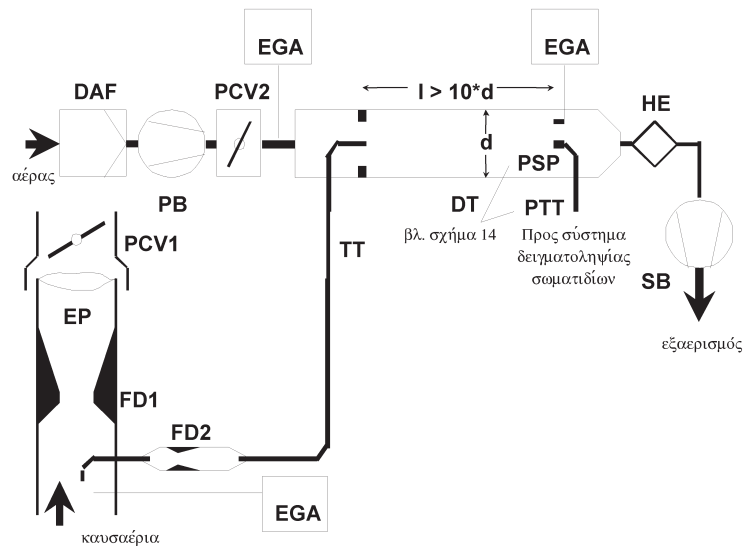 EGA
EGA
DAF
PCV2
l > 10*d
HE
d
αέρας
PSP
PB
DT
PTT
PCV1
βλ. σχήμα 14
Προς σύστημα
δειγματοληψίας
σωματιδίων
TT
SB
EP
εξαερισμός
FD1
FD2
EGA
καυσαέρια